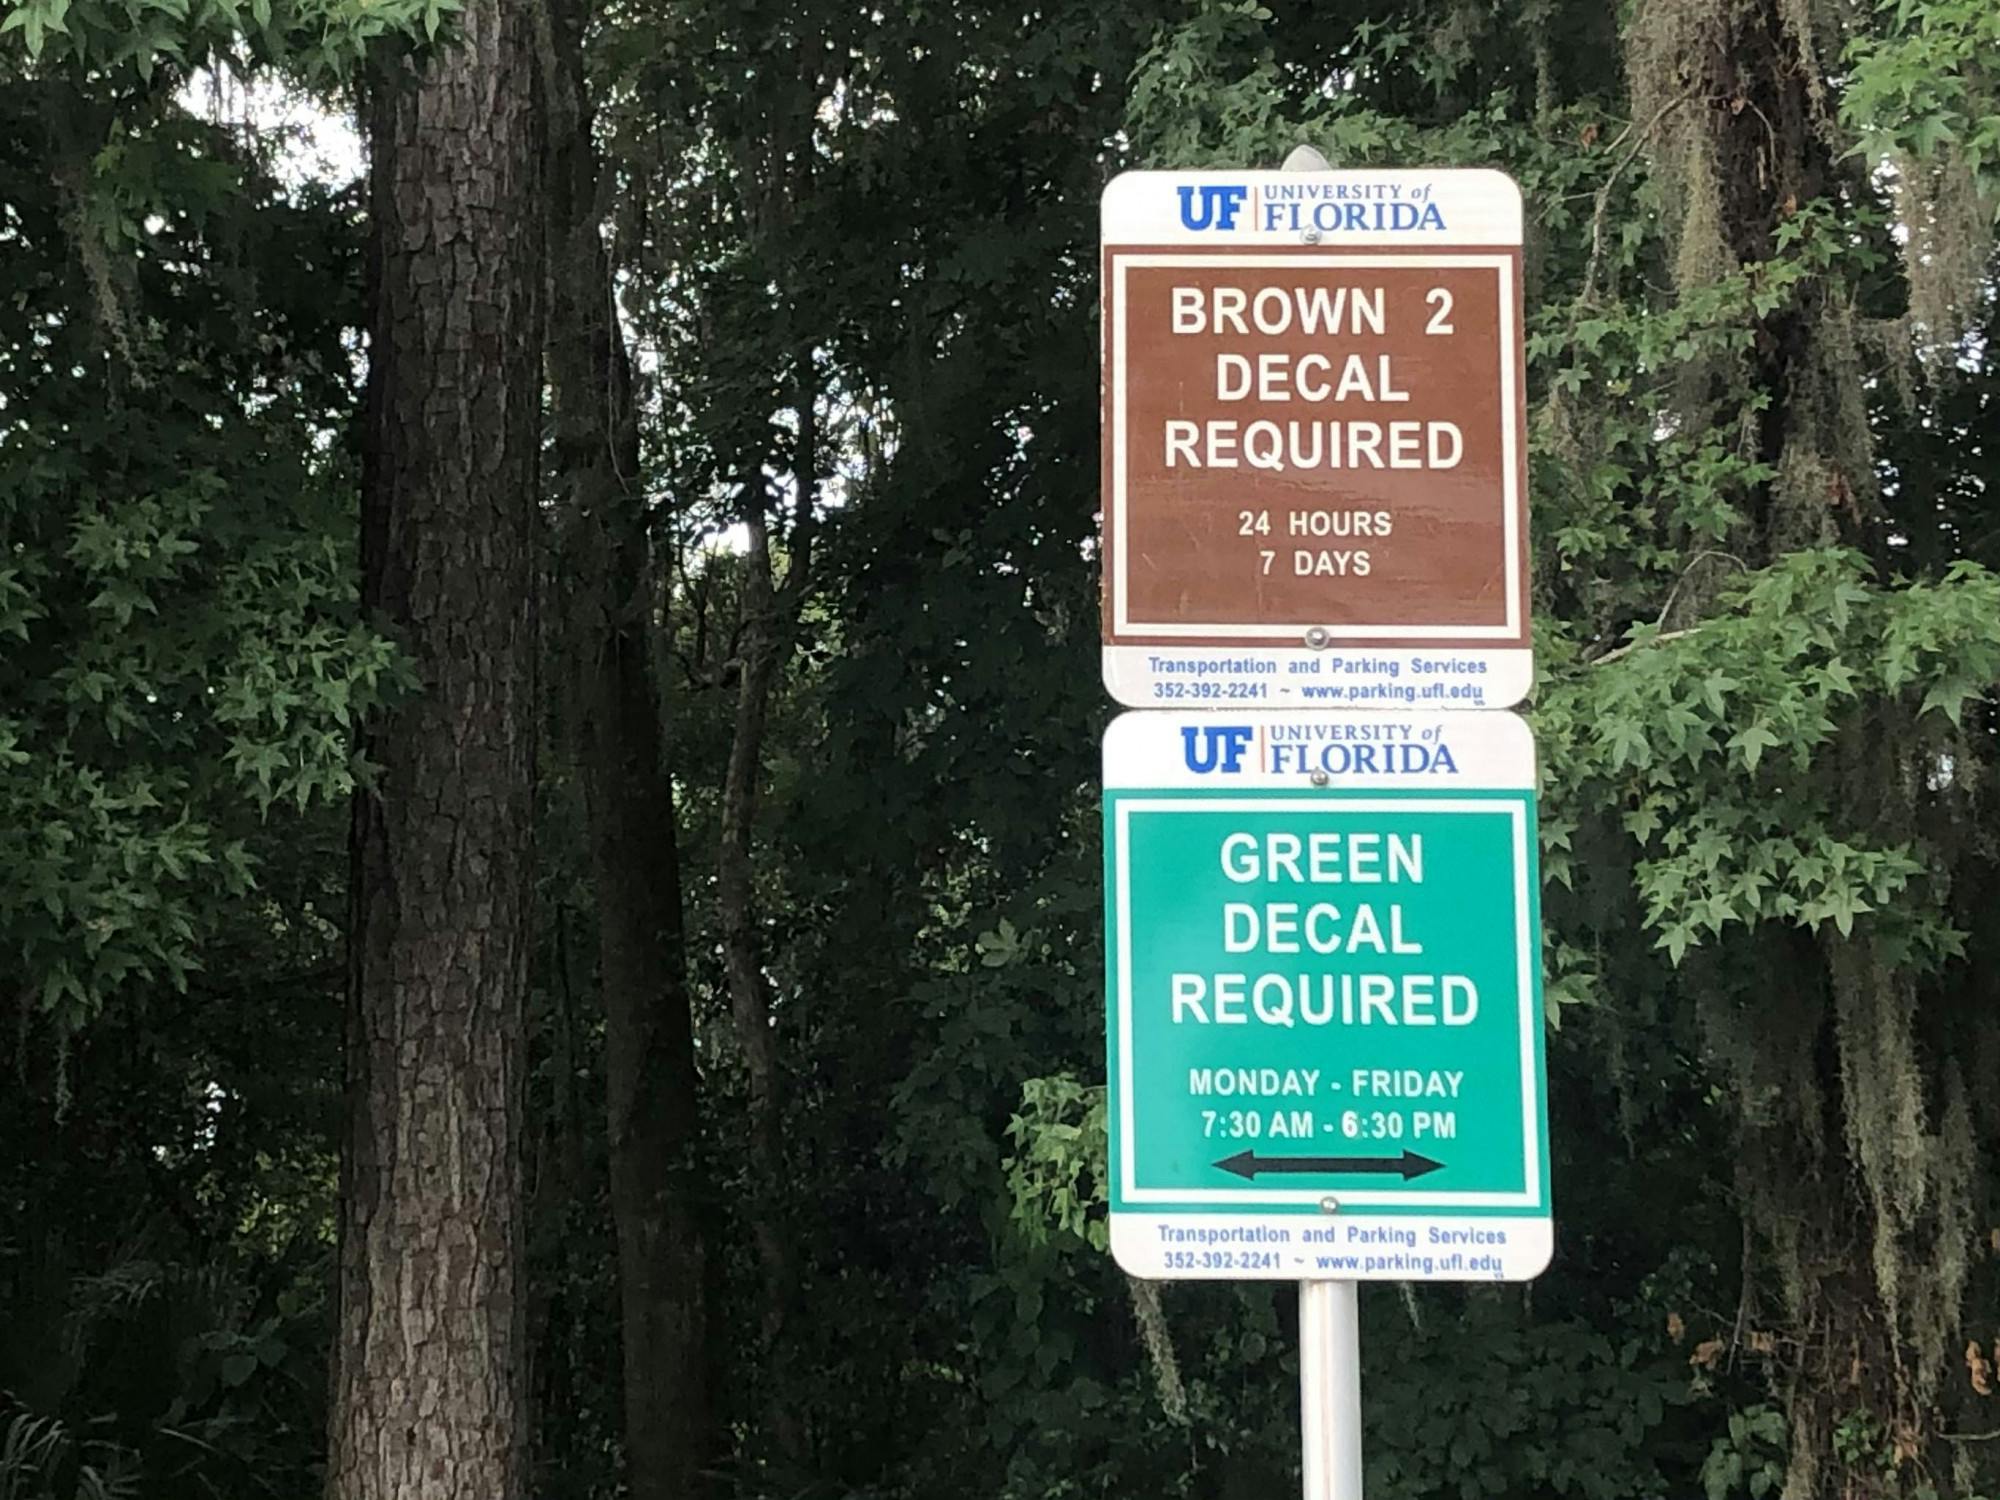 UF UNIVERSITY of
FLORIDA
BROWN 2
DECAL
REQUIRED
24 HOURS
7 DAYS
Transportation and Parking Services
352-392-2241 ~ www.parking.ufl.edu
UF UNIVERSITY of
FLORIDA
GREEN
DECAL
REQUIRED
MONDAY - FRIDAY
7:30 AM - 6:30 PM
Transportation and Parking Services
352-392-2241 ~ www.parking.ufl.edu